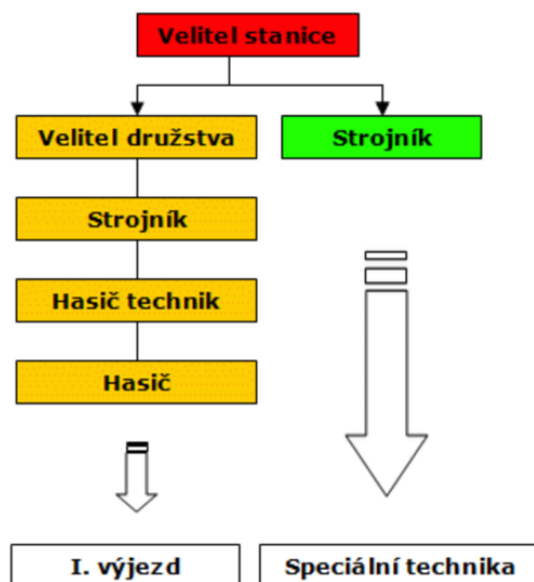 Velitel stanice
Velitel družstva
Strojník
Strojník
Hasič technik
Hasič
I. výjezd
Speciální technika